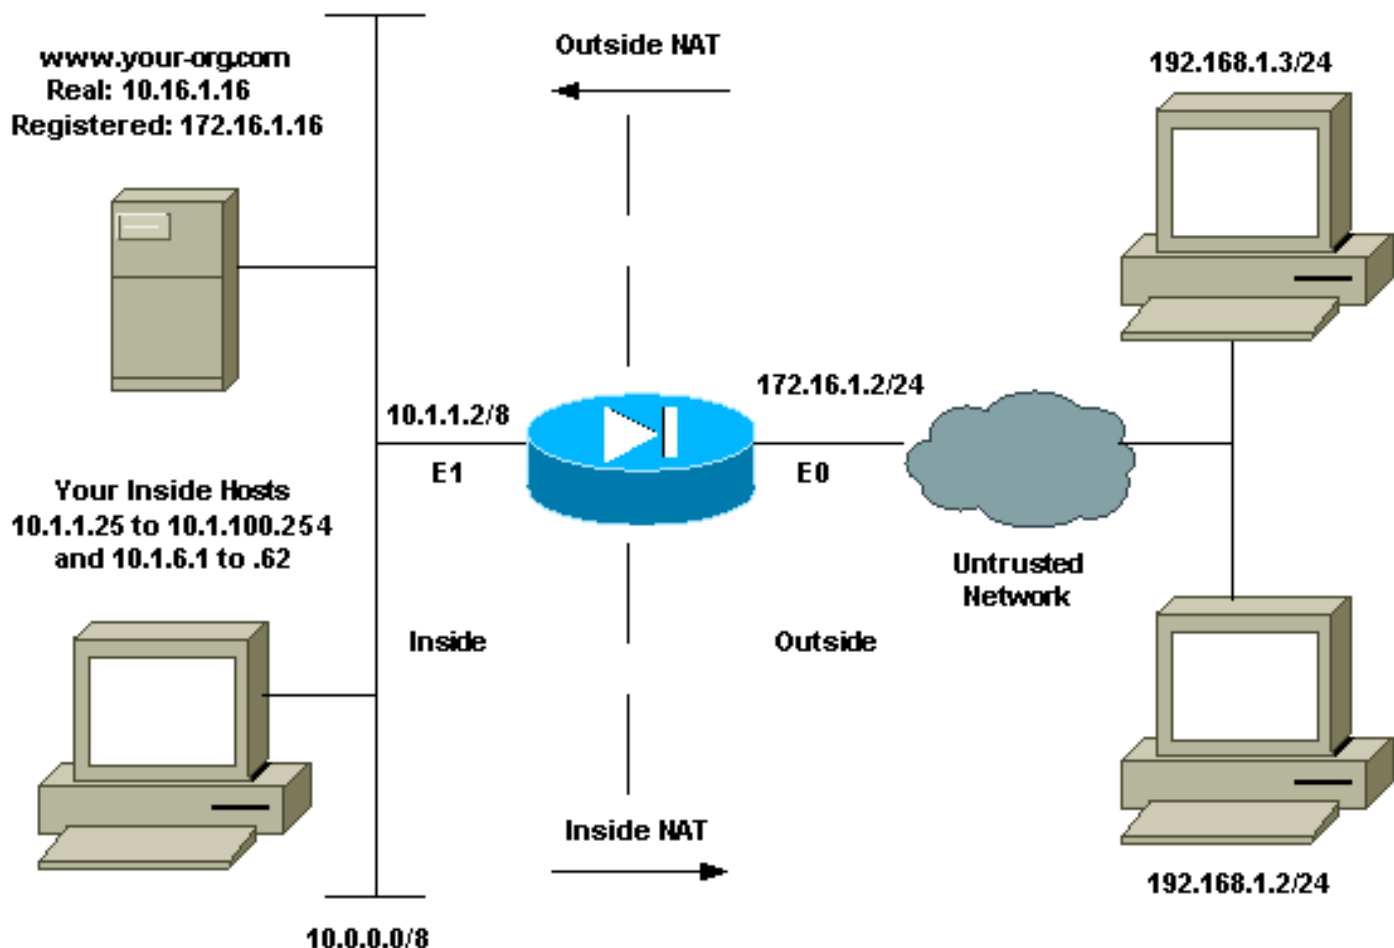 www.your-org.com
Real: 10.16.1.16
Registered: 172.16.1.16
Outside NAT
192.168.1.3/24
10.1.1.2/8
E1
172.16.1.2/24
E0
Your Inside Hosts
10.1.1.25 to 10.1.100.254
and 10.1.6.1 to .62
Untrusted
Network
Inside
Outside
Inside NAT
192.168.1.2/24
10.0.0.0/8